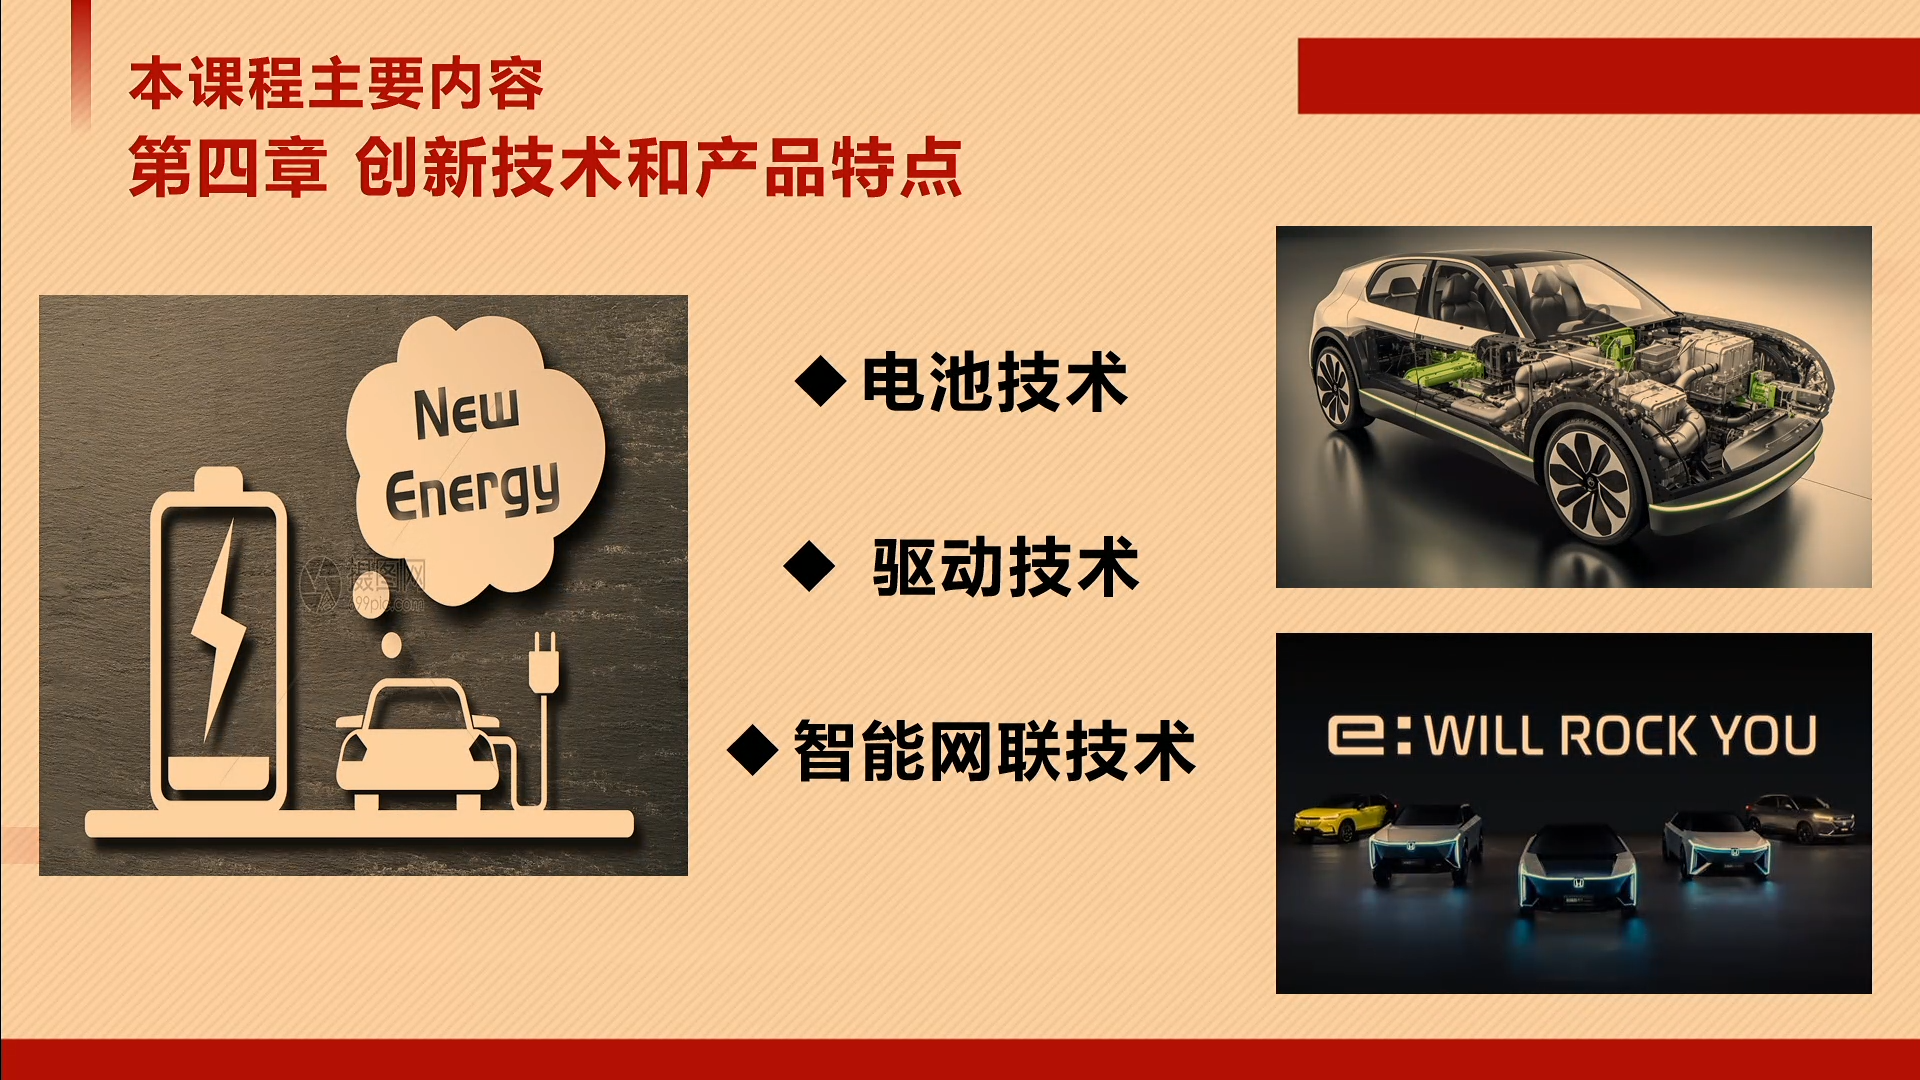 本课程主要内容
第四章 创新技术和产品特点
New
Energy
摄图网
699pic.com
◆电池技术
◆ 驱动技术
◆智能网联技术
e:WILL ROCK YOU